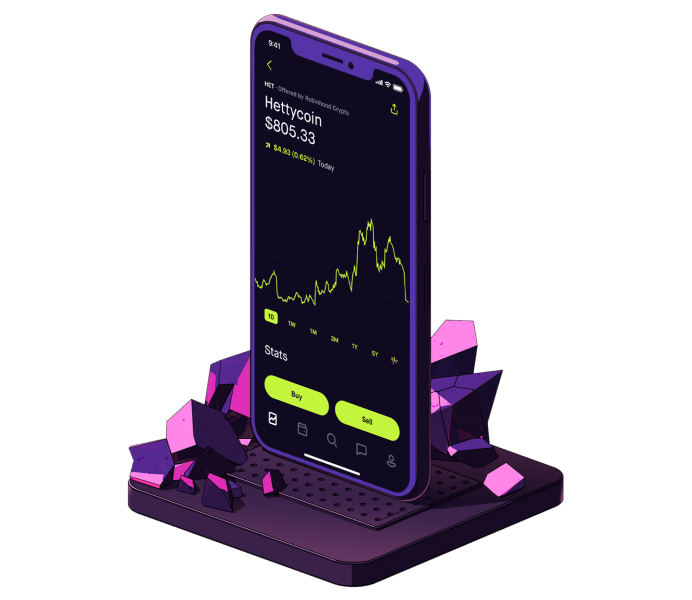 9:41
HET · Offered by Robinhood Crypto
Hettycoin
$805.33
$4.93 (0.62%) Today
1D 1W 1M 3M 1Y 5Y
Stats
Buy Sell